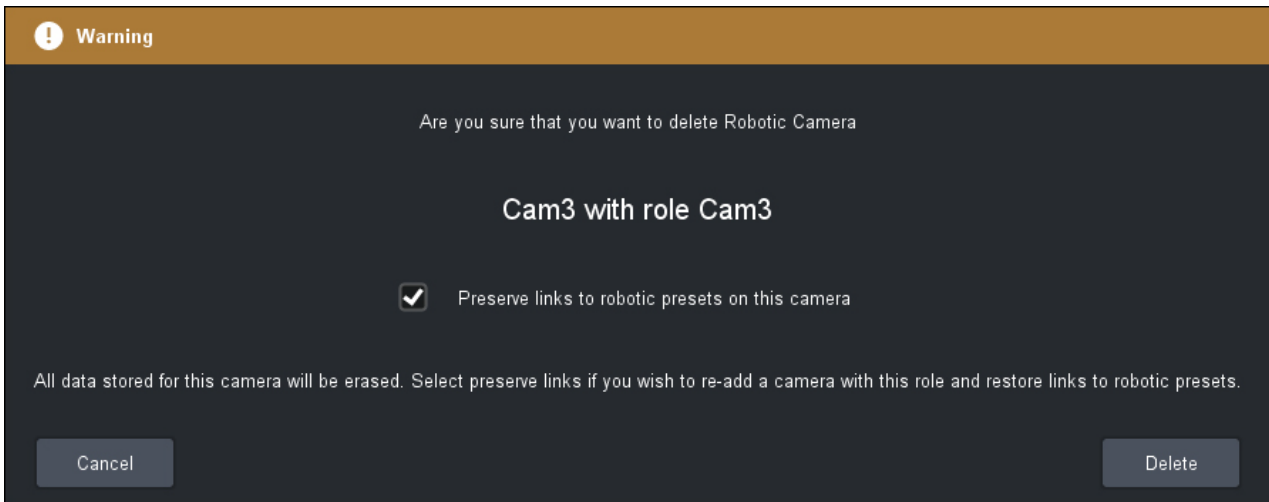 Warning
Are you sure that you want to delete Robotic Camera
Cam3 with role Cam3
Preserve links to robotic presets on this camera
All data stored for this camera will be erased. Select preserve links if you wish to re-add a camera with this role and restore links to robotic presets.
Cancel
Delete